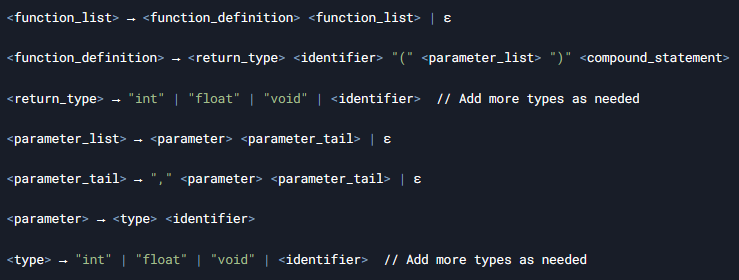 <function_list> → <function_definition> <function_list> | ε
<function_definition> → <return_type> <identifier> "(" <parameter_list> ")" <compound_statement>
<return_type> → "int" | "float" | "void" | <identifier>  // Add more types as needed
<parameter_list> → <parameter> <parameter_tail> | ε
<parameter_tail> → "," <parameter> <parameter_tail> | ε
<parameter> → <type> <identifier>
<type> → "int" | "float" | "void" | <identifier>  // Add more types as needed